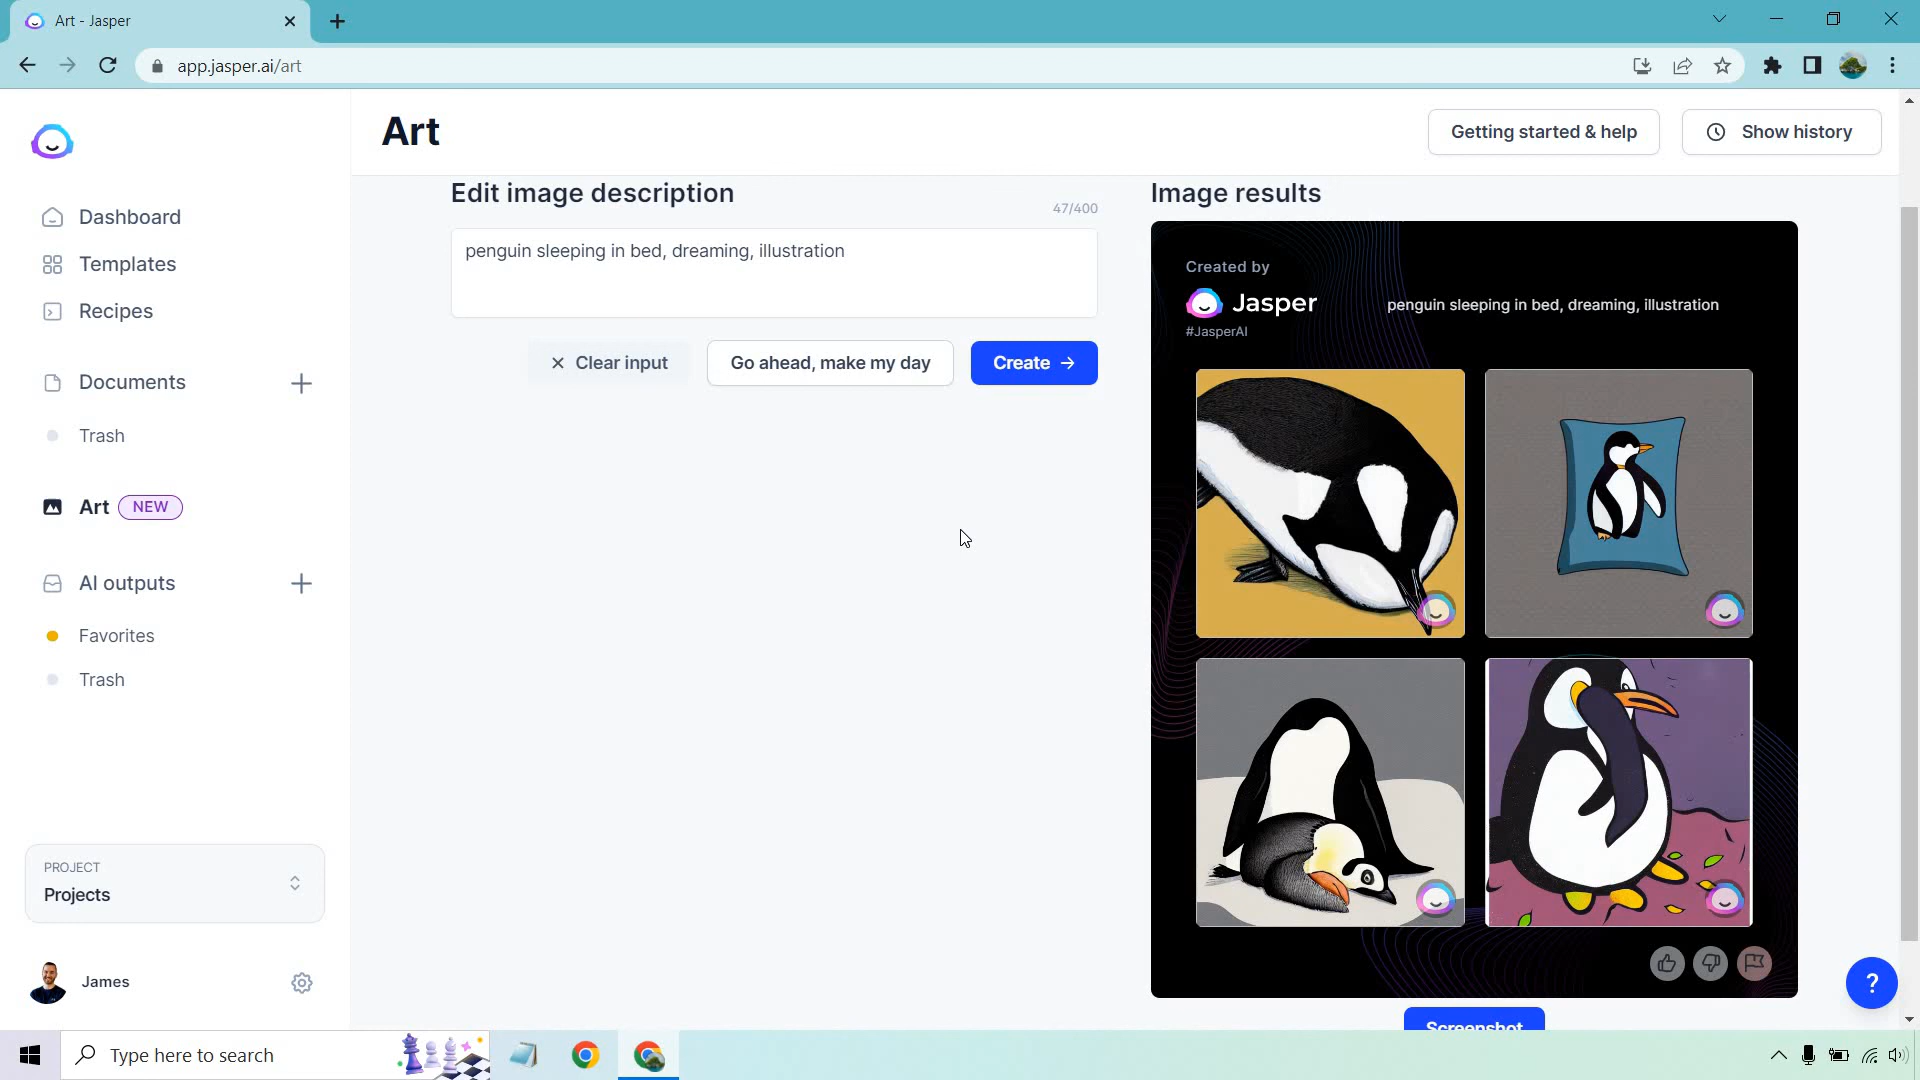 Art - Jasper
app.jasper.ai/art
Art
Getting started & help
Show history
Dashboard
Templates
Recipes
Documents
Trash
Art NEW
AI outputs
Favorites
Trash
PROJECT
Projects
James
Edit image description
47/400
penguin sleeping in bed, dreaming, illustration
Clear input
Go ahead, make my day
Create
Image results
Created by
Jasper
#JasperAI
penguin sleeping in bed, dreaming, illustration
Screenshot
?
Type here to search